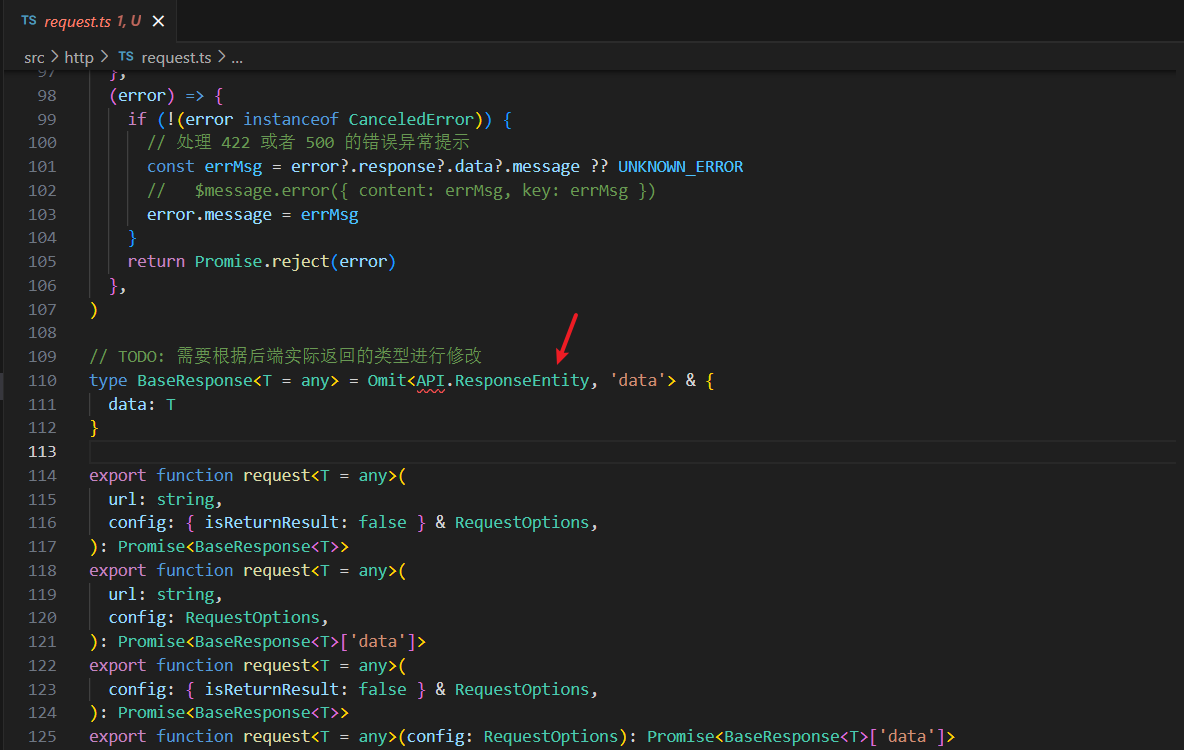 TS request.ts 1, U ×
src > http > TS request.ts > ...
97 },
98 (error) => {
99 if (!(error instanceof CanceledError)) {
100 // 处理 422 或者 500 的错误异常提示
101 const errMsg = error?.response?.data?.message ?? UNKNOWN_ERROR
102 //   $message.error({ content: errMsg, key: errMsg })
103 error.message = errMsg
104 }
105 return Promise.reject(error)
106 },
107 )
108
109 // TODO: 需要根据后端实际返回的类型进行修改
110 type BaseResponse<T = any> = Omit<API.ResponseEntity, 'data'> & {
111 data: T
112 }
113
114 export function request<T = any>(
115 url: string,
116 config: { isReturnResult: false } & RequestOptions,
117 ): Promise<BaseResponse<T>>
118 export function request<T = any>(
119 url: string,
120 config: RequestOptions,
121 ): Promise<BaseResponse<T>['data']>
122 export function request<T = any>(
123 config: { isReturnResult: false } & RequestOptions,
124 ): Promise<BaseResponse<T>>
125 export function request<T = any>(config: RequestOptions): Promise<BaseResponse<T>['data']>